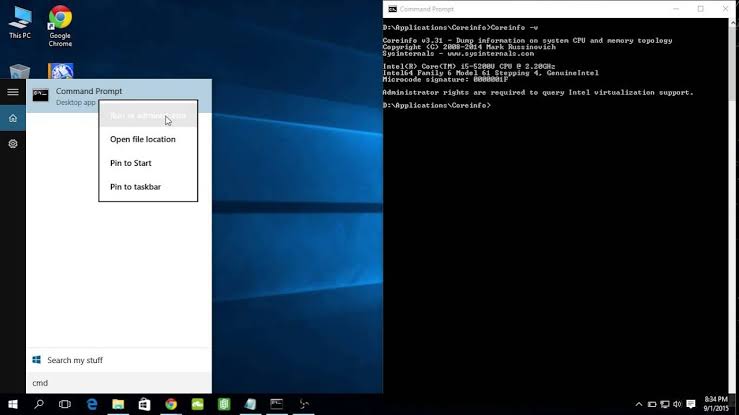 This PC
Google
Chrome
Command Prompt
Desktop app
Run as administrator
Open file location
Pin to Start
Pin to taskbar
Search my stuff
cmd
Command Prompt
D:\Applications\Coreinfo>Coreinfo -v
Coreinfo v3.31 - Dump information on system CPU and memory topology
Copyright (C) 2008-2014 Mark Russinovich
Sysinternals - www.sysinternals.com
Intel(R) Core(TM) i5-5200U CPU @ 2.20GHz
Intel64 Family 6 Model 61 Stepping 4, GenuineIntel
Microcode signature: 0000001F
Administrator rights are required to query Intel virtualization support.
D:\Applications\Coreinfo>
8:34 PM
9/1/2015